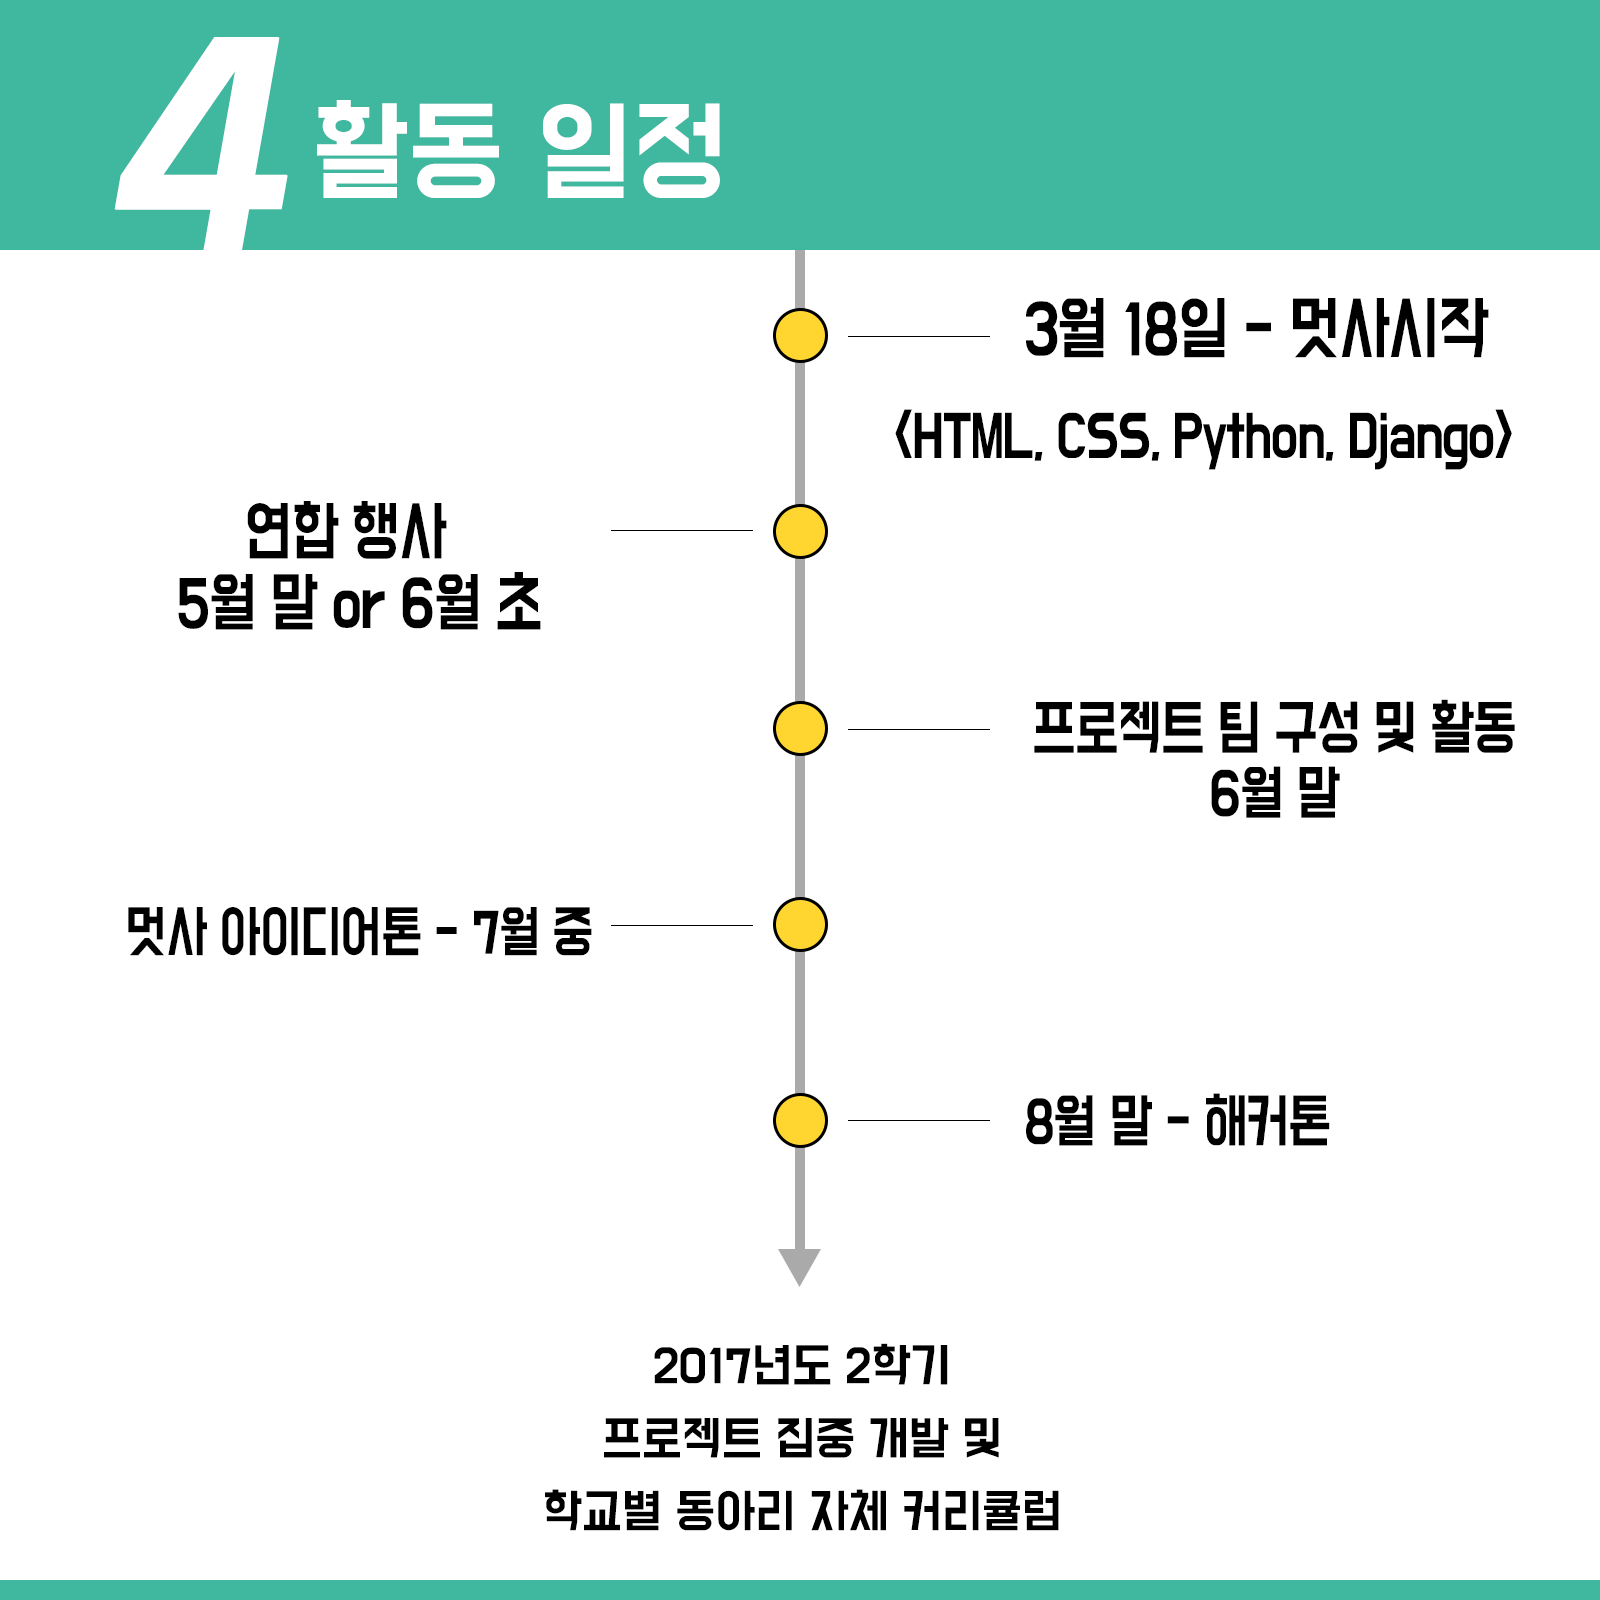 4 활동 일정
3월 18일 - 멋사시작
<HTML, CSS, Python, Django>
연합 행사
5월 말 or 6월 초
프로젝트 팀 구성 및 활동
6월 말
멋사 아이디어톤 - 7월 중
8월 말 - 해커톤
2017년도 2학기
프로젝트 집중 개발 및
학교별 동아리 자체 커리큘럼